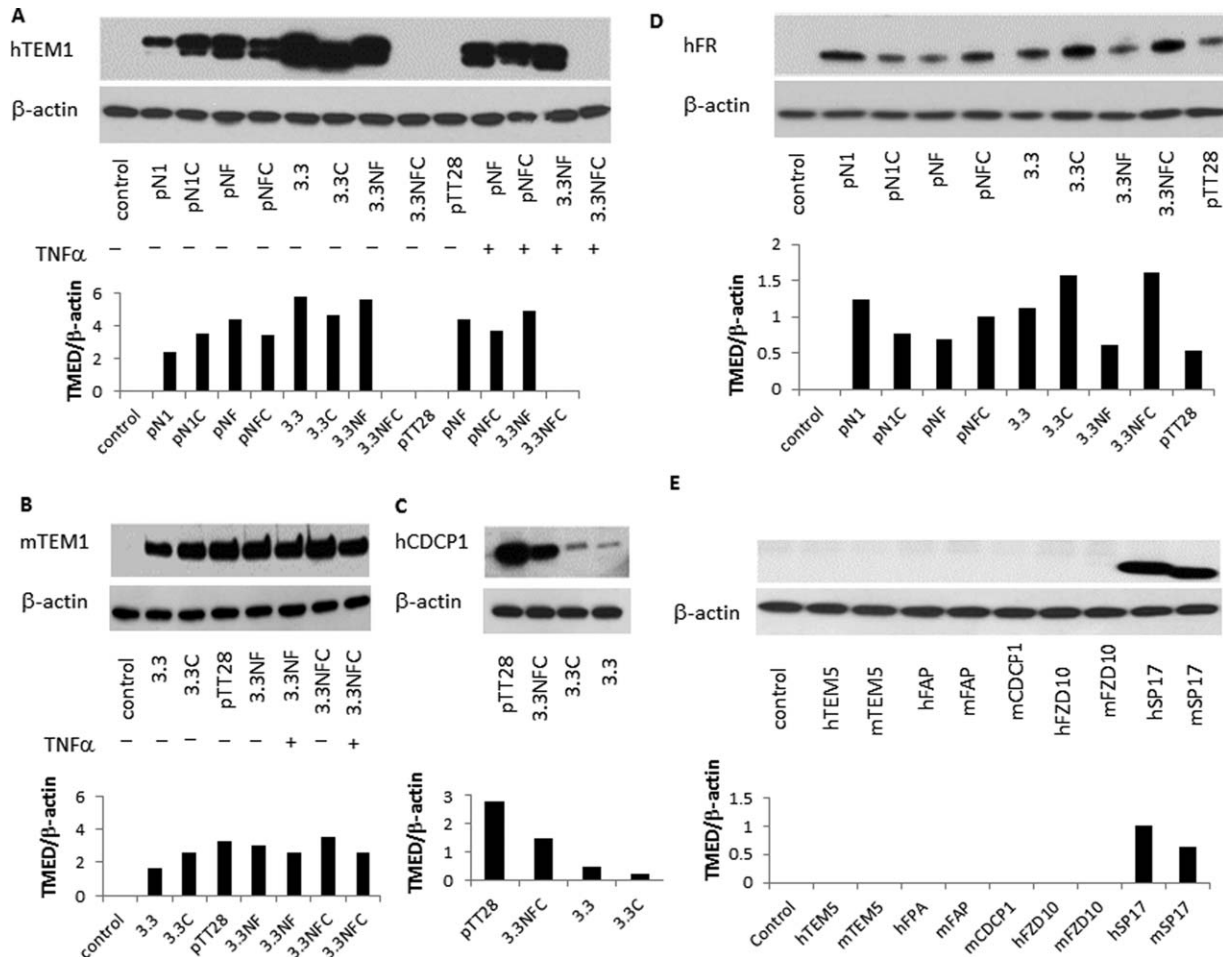 A
hTEM1
β-actin
control pN1 pN1C pNF pNFC 3.3 3.3C 3.3NF 3.3NFC pTT28 pNF pNFC 3.3NF 3.3NFC
TNFα – – – – – – – – – – + + + +
TMED/β-actin
6
4
2
0
control pN1 pN1C pNF pNFC 3.3 3.3C 3.3NF 3.3NFC pTT28 pNF pNFC 3.3NF 3.3NFC
D
hFR
β-actin
control pN1 pN1C pNF pNFC 3.3 3.3C 3.3NF 3.3NFC pTT28
TMED/β-actin
2
1.5
1
0.5
0
control pN1 pN1C pNF pNFC 3.3 3.3C 3.3NF 3.3NFC pTT28
B
mTEM1
β-actin
control 3.3 3.3C pTT28 3.3NF 3.3NF 3.3NFC 3.3NFC
TNFα – – – – – + – +
TMED/β-actin
6
4
2
0
control 3.3 3.3C pTT28 3.3NF 3.3NF 3.3NFC 3.3NFC
C
hCDCP1
β-actin
pTT28 3.3NFC 3.3C 3.3
TMED/β-actin
3
2
1
0
pTT28 3.3NFC 3.3 3.3C
E
β-actin
control hTEM5 mTEM5 hFAP mFAP mCDCP1 hFZD10 mFZD10 hSP17 mSP17
TMED/β-actin
1.5
1
0.5
0
Control hTEM5 mTEM5 hFPA mFAP mCDCP1 hFZD10 mFZD10 hSP17 mSP17